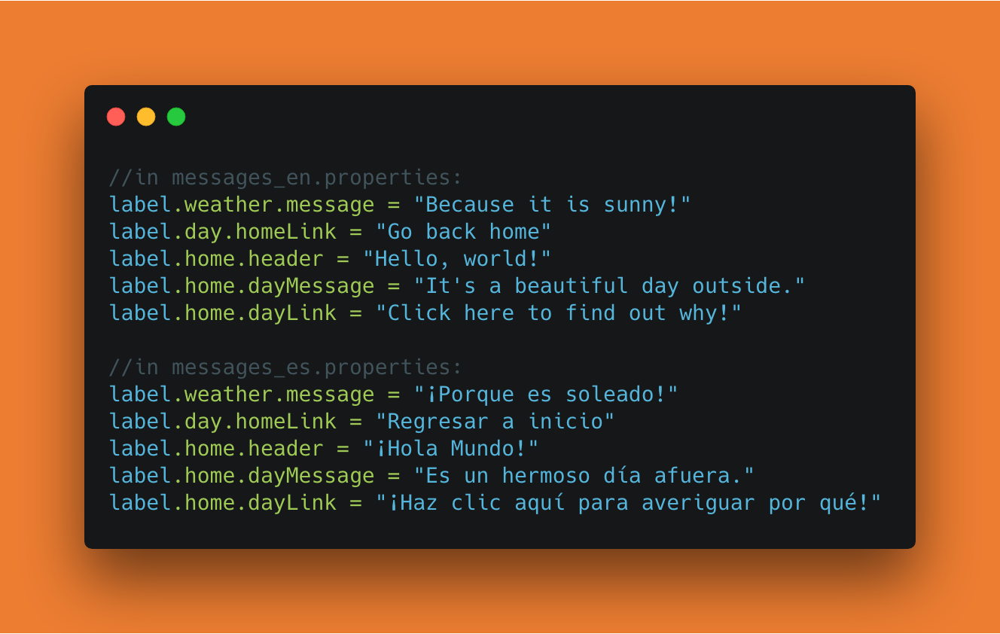 //in messages_en.properties:
label.weather.message = "Because it is sunny!"
label.day.homeLink = "Go back home"
label.home.header = "Hello, world!"
label.home.dayMessage = "It's a beautiful day outside."
label.home.dayLink = "Click here to find out why!"
//in messages_es.properties:
label.weather.message = "¡Porque es soleado!"
label.day.homeLink = "Regresar a inicio"
label.home.header = "¡Hola Mundo!"
label.home.dayMessage = "Es un hermoso día afuera."
label.home.dayLink = "¡Haz clic aquí para averiguar por qué!"